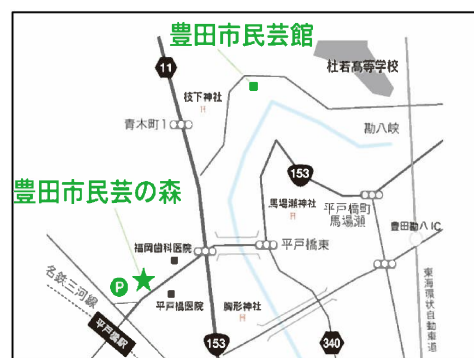 豊田市民芸館
杜若高等学校
11
枝下神社
青木町1
勘八峡
153
豊田市民芸の森
馬場瀬神社
平戸橋町
馬場瀬
豊田勘八IC
福岡歯科医院
平戸橋東
P
名鉄三河線
平戸橋医院
胸形神社
東海環状自動車道
平戸橋駅
153
340